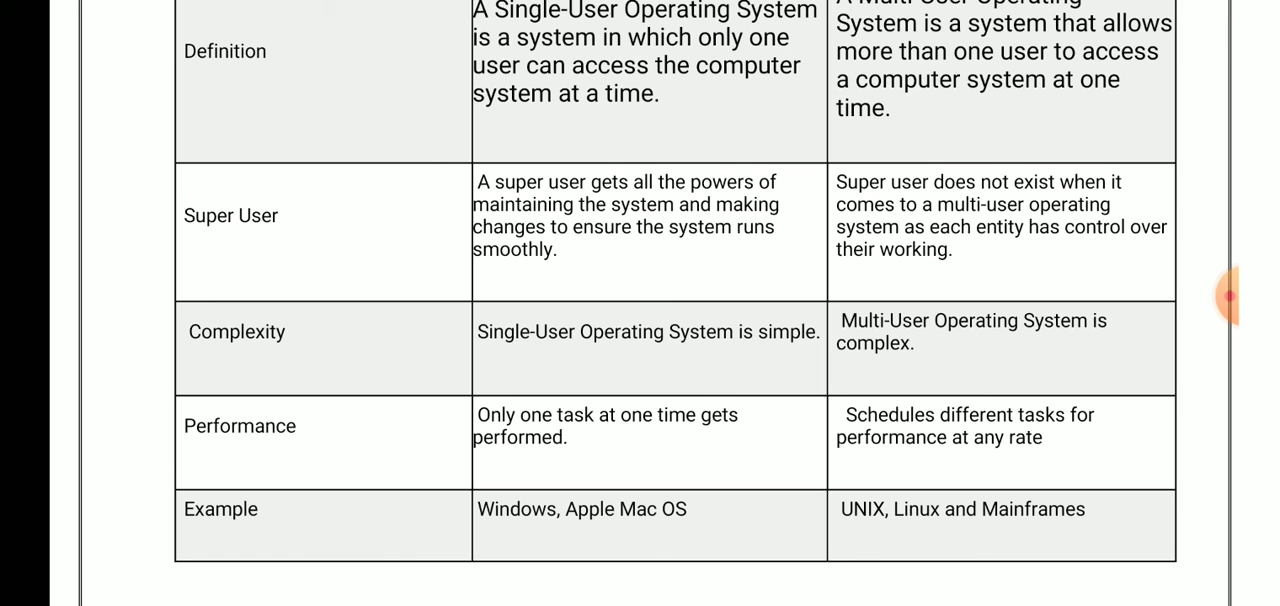 Definition
A Single-User Operating System
is a system in which only one
user can access the computer
system at a time.
A Multi-User Operating
System is a system that allows
more than one user to access
a computer system at one
time.
Super User
A super user gets all the powers of
maintaining the system and making
changes to ensure the system runs
smoothly.
Super user does not exist when it
comes to a multi-user operating
system as each entity has control over
their working.
Complexity
Single-User Operating System is simple.
Multi-User Operating System is
complex.
Performance
Only one task at one time gets
performed.
Schedules different tasks for
performance at any rate
Example
Windows, Apple Mac OS
UNIX, Linux and Mainframes